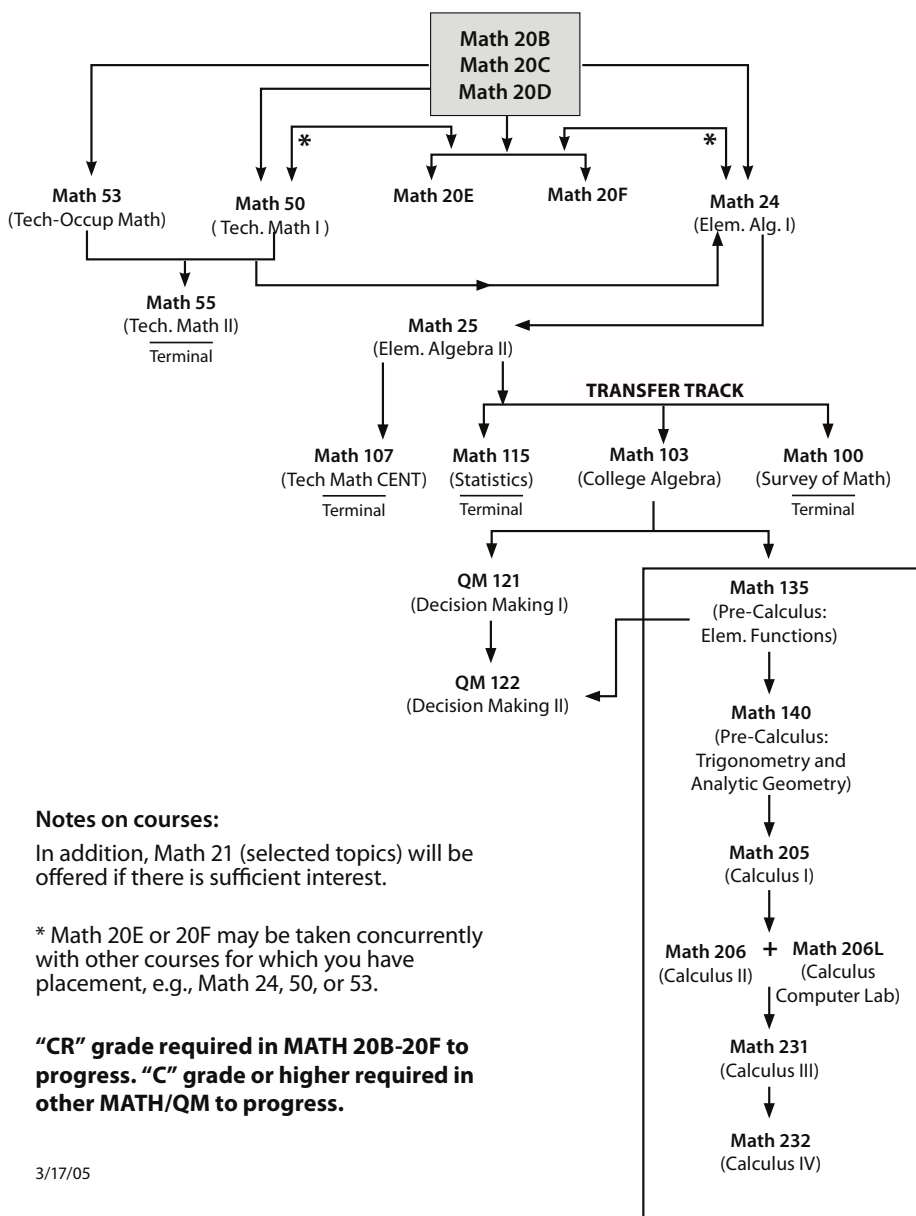 Math 20B
Math 20C
Math 20D
*
*
Math 53
(Tech-Occup Math)
Math 50
( Tech. Math I )
Math 20E
Math 20F
Math 24
(Elem. Alg. I)
Math 55
(Tech. Math II)
Terminal
Math 25
(Elem. Algebra II)
TRANSFER TRACK
Math 107
(Tech Math CENT)
Terminal
Math 115
(Statistics)
Terminal
Math 103
(College Algebra)
Math 100
(Survey of Math)
Terminal
QM 121
(Decision Making I)
Math 135
(Pre-Calculus:
Elem. Functions)
QM 122
(Decision Making II)
Math 140
(Pre-Calculus:
Trigonometry and
Analytic Geometry)
Math 205
(Calculus I)
Math 206
(Calculus II)
+
Math 206L
(Calculus
Computer Lab)
Math 231
(Calculus III)
Math 232
(Calculus IV)
Notes on courses:
In addition, Math 21 (selected topics) will be
offered if there is sufficient interest.
* Math 20E or 20F may be taken concurrently
with other courses for which you have
placement, e.g., Math 24, 50, or 53.
“CR” grade required in MATH 20B-20F to
progress. “C” grade or higher required in
other MATH/QM to progress.
3/17/05